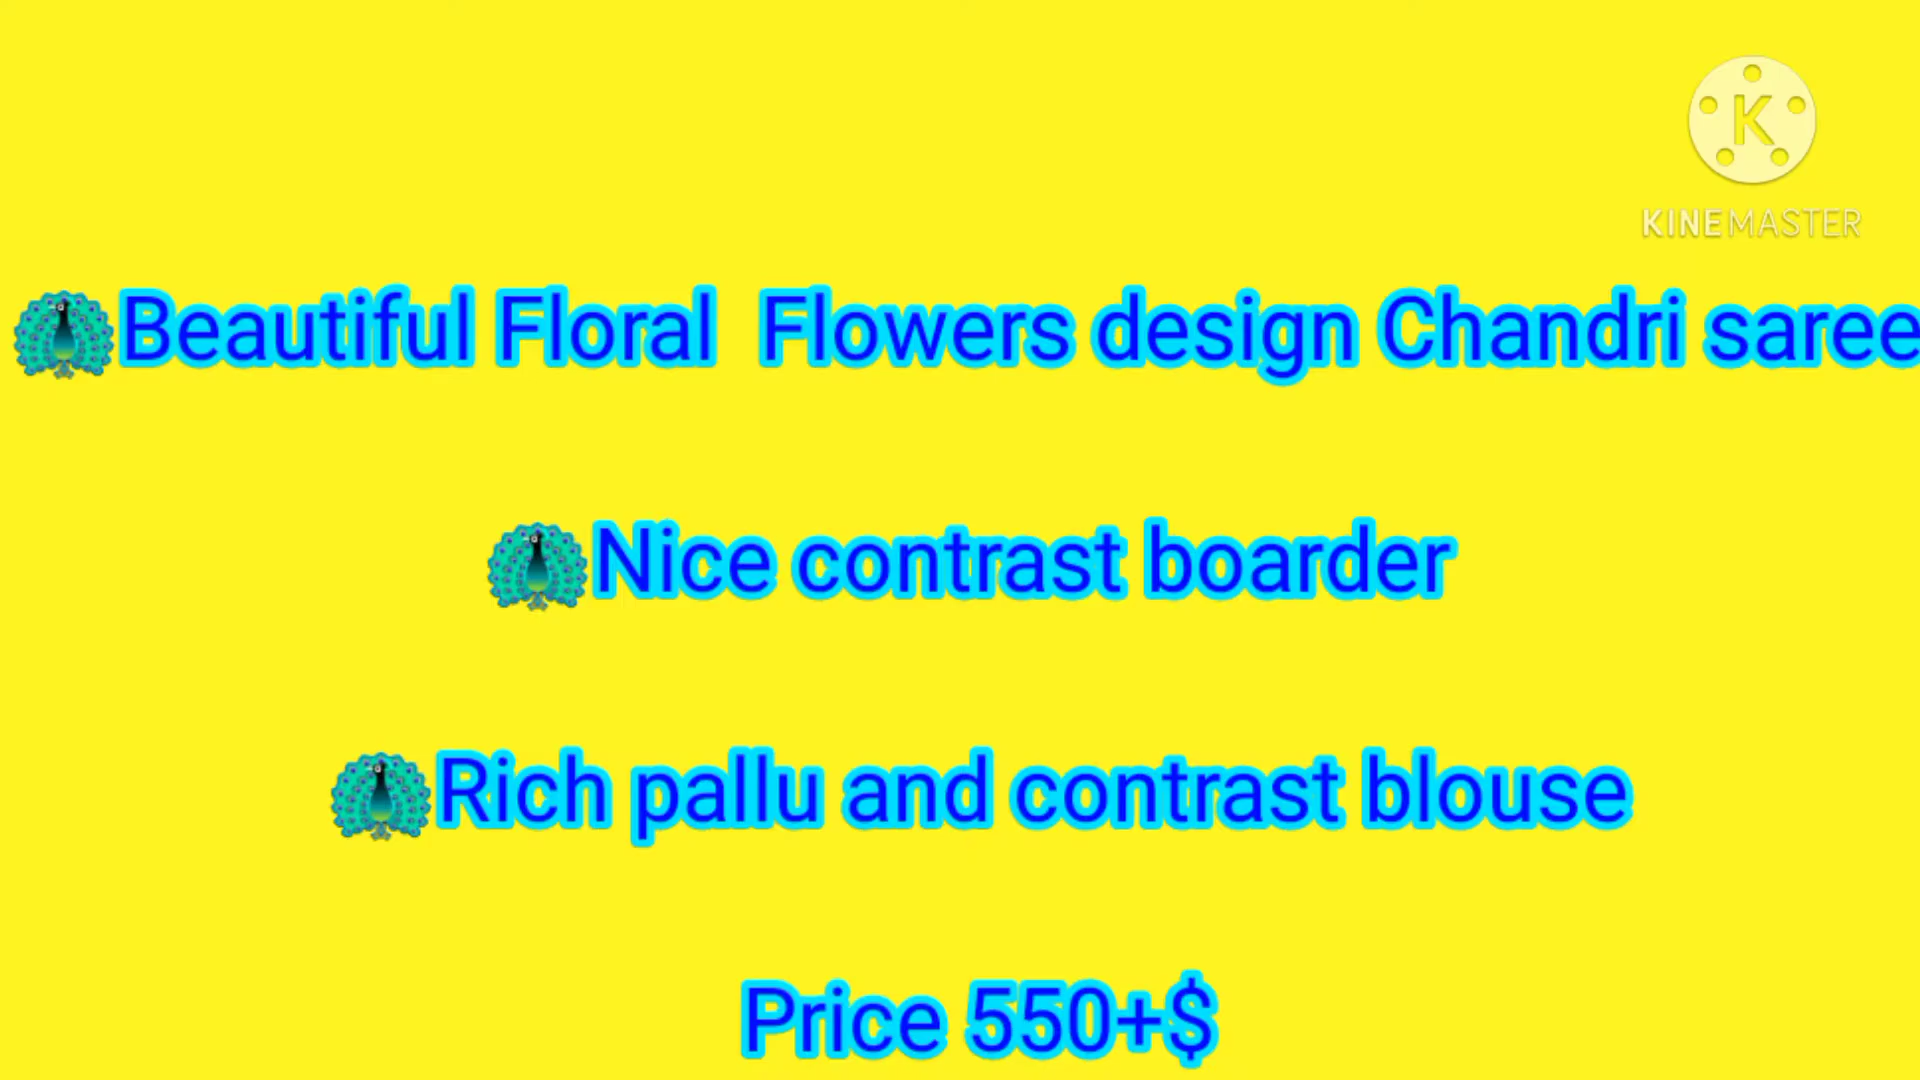 K
KINEMASTER
🦚Beautiful Floral  Flowers design Chandri saree
🦚Nice contrast boarder
🦚Rich pallu and contrast blouse
Price 550+$